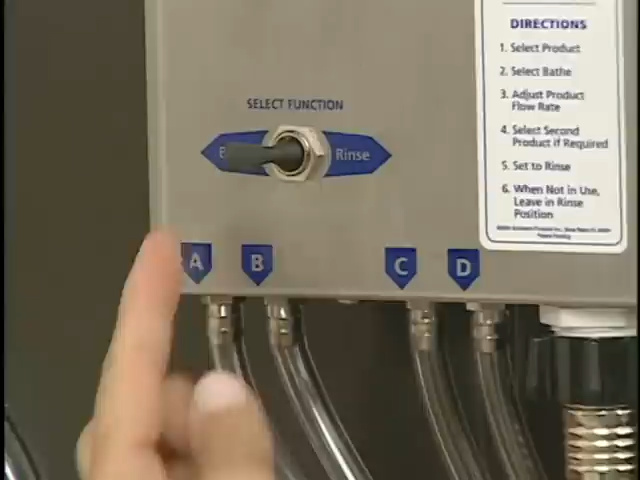 DIRECTIONS
1. Select Product
2. Select Bathe
3. Adjust Product
Flow Rate
4. Select Second
Product if Required
5. Set to Rinse
6. When Not in Use,
Leave in Rinse
Position
SELECT FUNCTION
Rinse
A
B
C
D